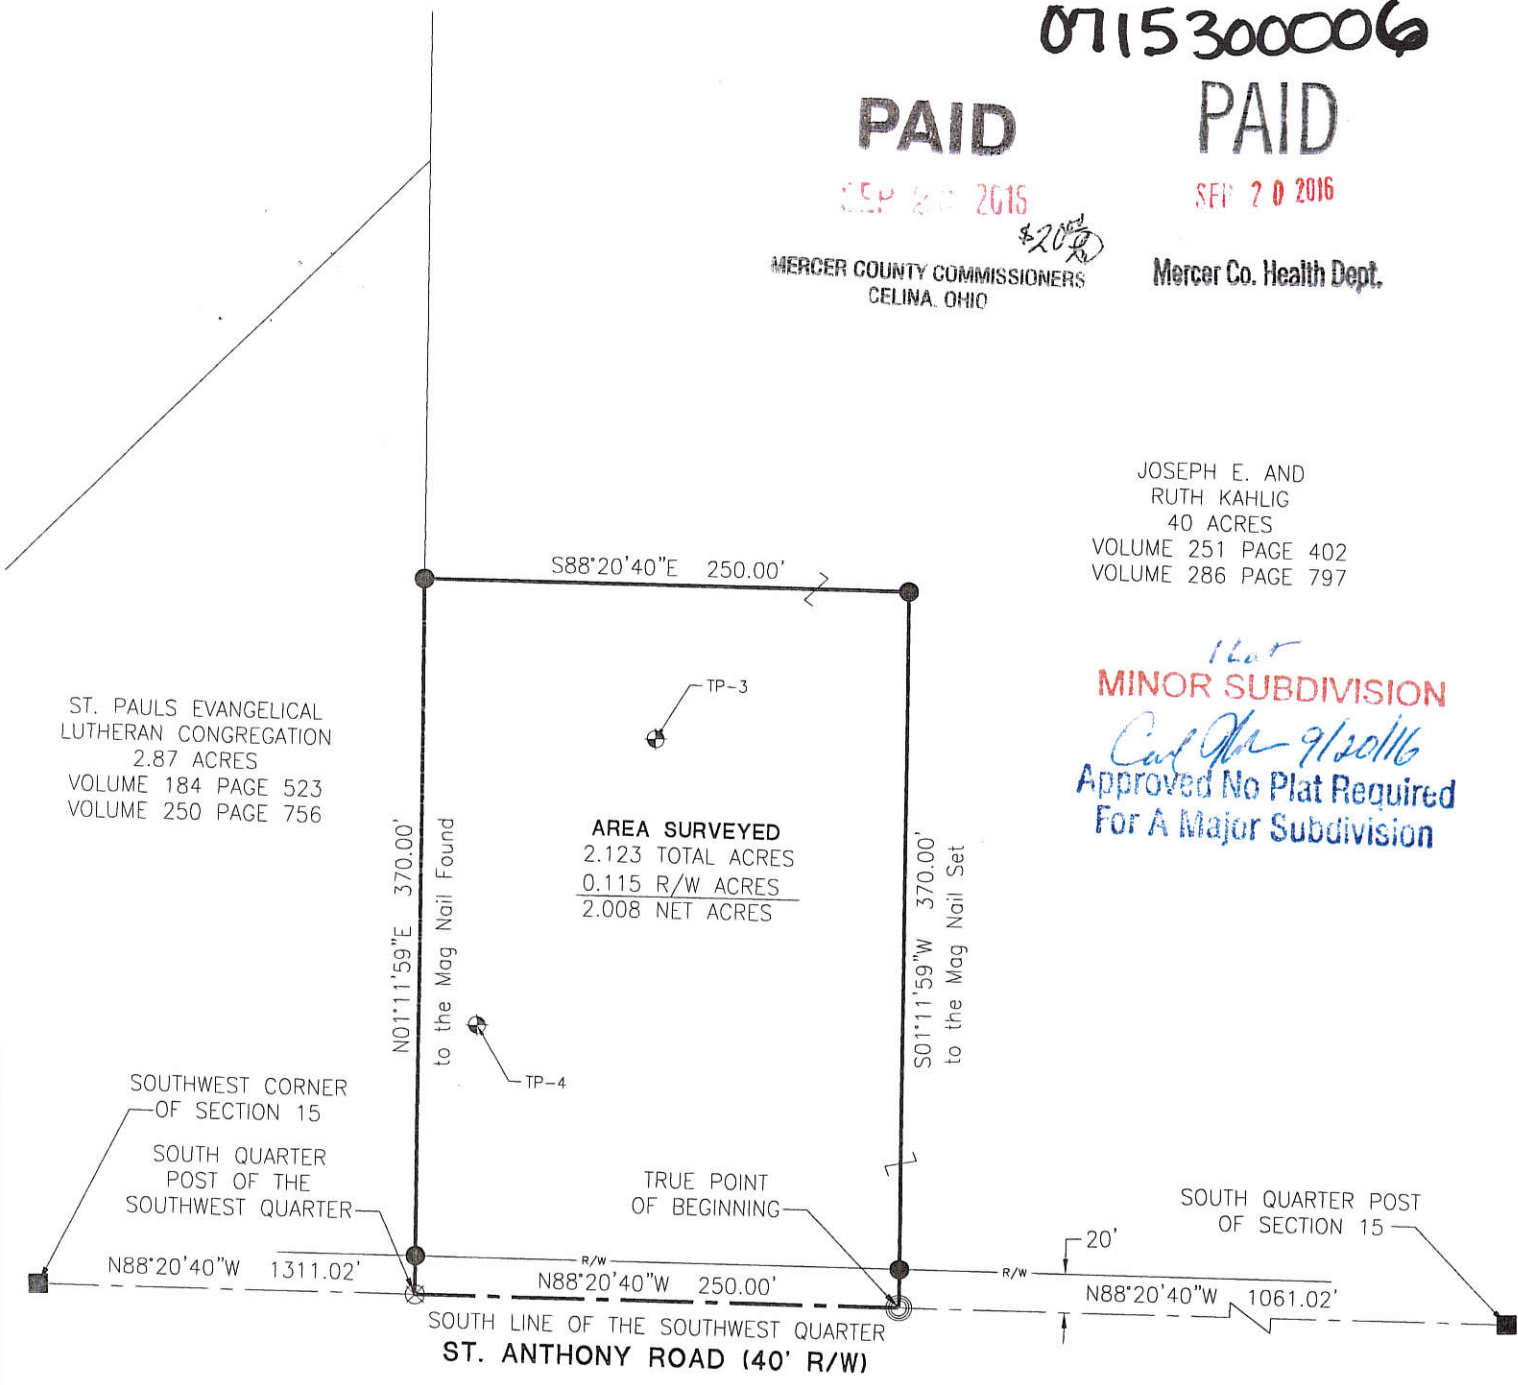 0715300006
PAID
PAID
SEP 2016
SEP 20 2016
MERCER COUNTY COMMISSIONERS
CELINA, OHIO
Mercer Co. Health Dept.
JOSEPH E. AND
RUTH KAHLIG
40 ACRES
VOLUME 251 PAGE 402
VOLUME 286 PAGE 797
S88°20'40"E 250.00'
1 Lot
MINOR SUBDIVISION
9/20/16
Approved No Plat Required
For A Major Subdivision
TP-3
ST. PAULS EVANGELICAL
LUTHERAN CONGREGATION
2.87 ACRES
VOLUME 184 PAGE 523
VOLUME 250 PAGE 756
AREA SURVEYED
2.123 TOTAL ACRES
0.115 R/W ACRES
2.008 NET ACRES
N01°11'59"E 370.00'
to the Mag Nail Found
S01°11'59"W 370.00'
to the Mag Nail Set
TP-4
SOUTHWEST CORNER
OF SECTION 15
SOUTH QUARTER
POST OF THE
SOUTHWEST QUARTER
TRUE POINT
OF BEGINNING
SOUTH QUARTER POST
OF SECTION 15
20'
N88°20'40"W 1311.02'
R/W
N88°20'40"W 250.00'
R/W
N88°20'40"W 1061.02'
SOUTH LINE OF THE SOUTHWEST QUARTER
ST. ANTHONY ROAD (40' R/W)